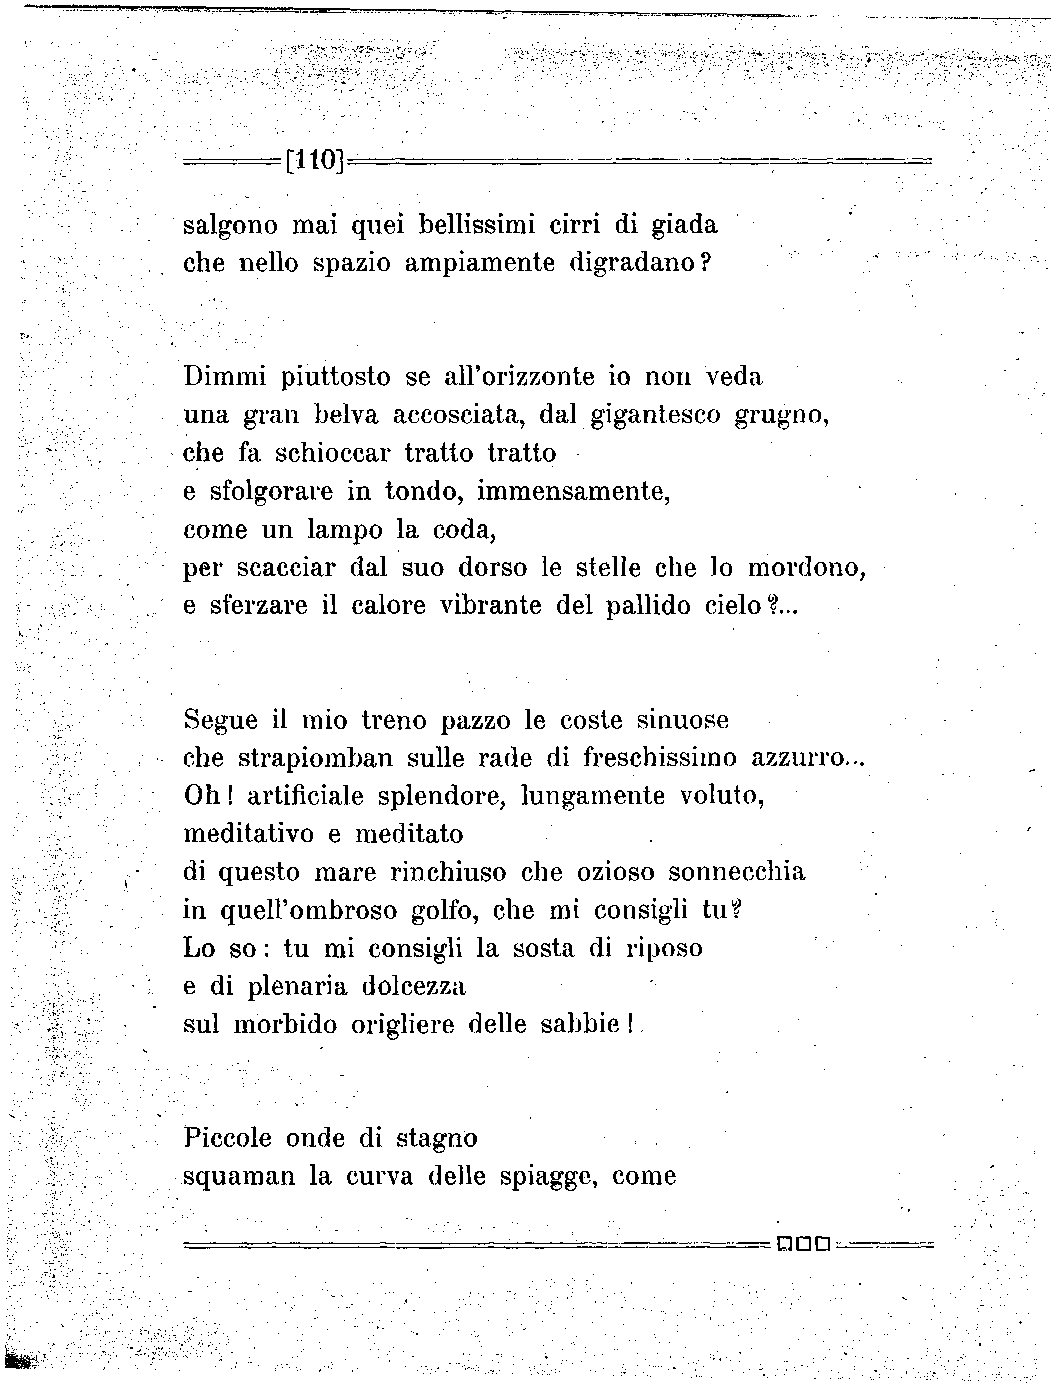 [110]
salgono mai quei bellissimi cirri di giada
che nello spazio ampiamente digradano?
Dimmi piuttosto se all'orizzonte io non veda
una gran belva accosciata, dal gigantesco grugno,
che fa schioccar tratto tratto
e sfolgorare in tondo, immensamente,
come un lampo la coda,
per scacciar dal suo dorso le stelle che lo mordono,
e sferzare il calore vibrante del pallido cielo?...
Segue il mio treno pazzo le coste sinuose
che strapiomban sulle rade di freschissimo azzurro...
Oh! artificiale splendore, lungamente voluto,
meditativo e meditato
di questo mare rinchiuso che ozioso sonnecchia
in quell'ombroso golfo, che mi consigli tu?
Lo so: tu mi consigli la sosta di riposo
e di plenaria dolcezza
sul morbido origliere delle sabbie!
Piccole onde di stagno
squaman la curva delle spiagge, come